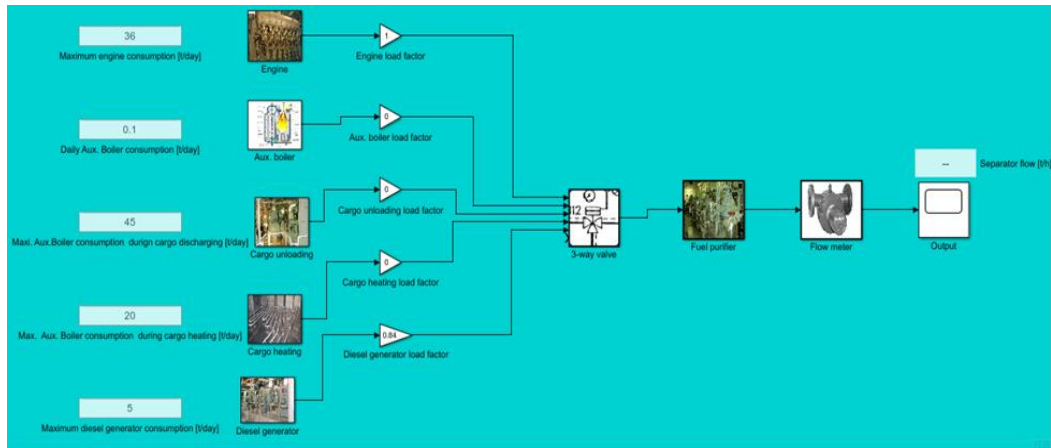 36
Maximum engine consumption [t/day]
Engine
1
Engine load factor
0.1
Daily Aux. Boiler consumption [t/day]
Aux. boiler
0
Aux. boiler load factor
45
Maxi. Aux.Boiler consumption durign cargo discharging [t/day]
Cargo unloading
0
Cargo unloading load factor
20
Max. Aux. Boiler consumption during cargo heating [t/day]
Cargo heating
0
Cargo heating load factor
5
Maximum diesel generator consumption [t/day]
Diesel generator
0.84
Diesel generator load factor
312
3-way valve
Fuel purifier
Flow meter
--
Separator flow [t/h]
Output